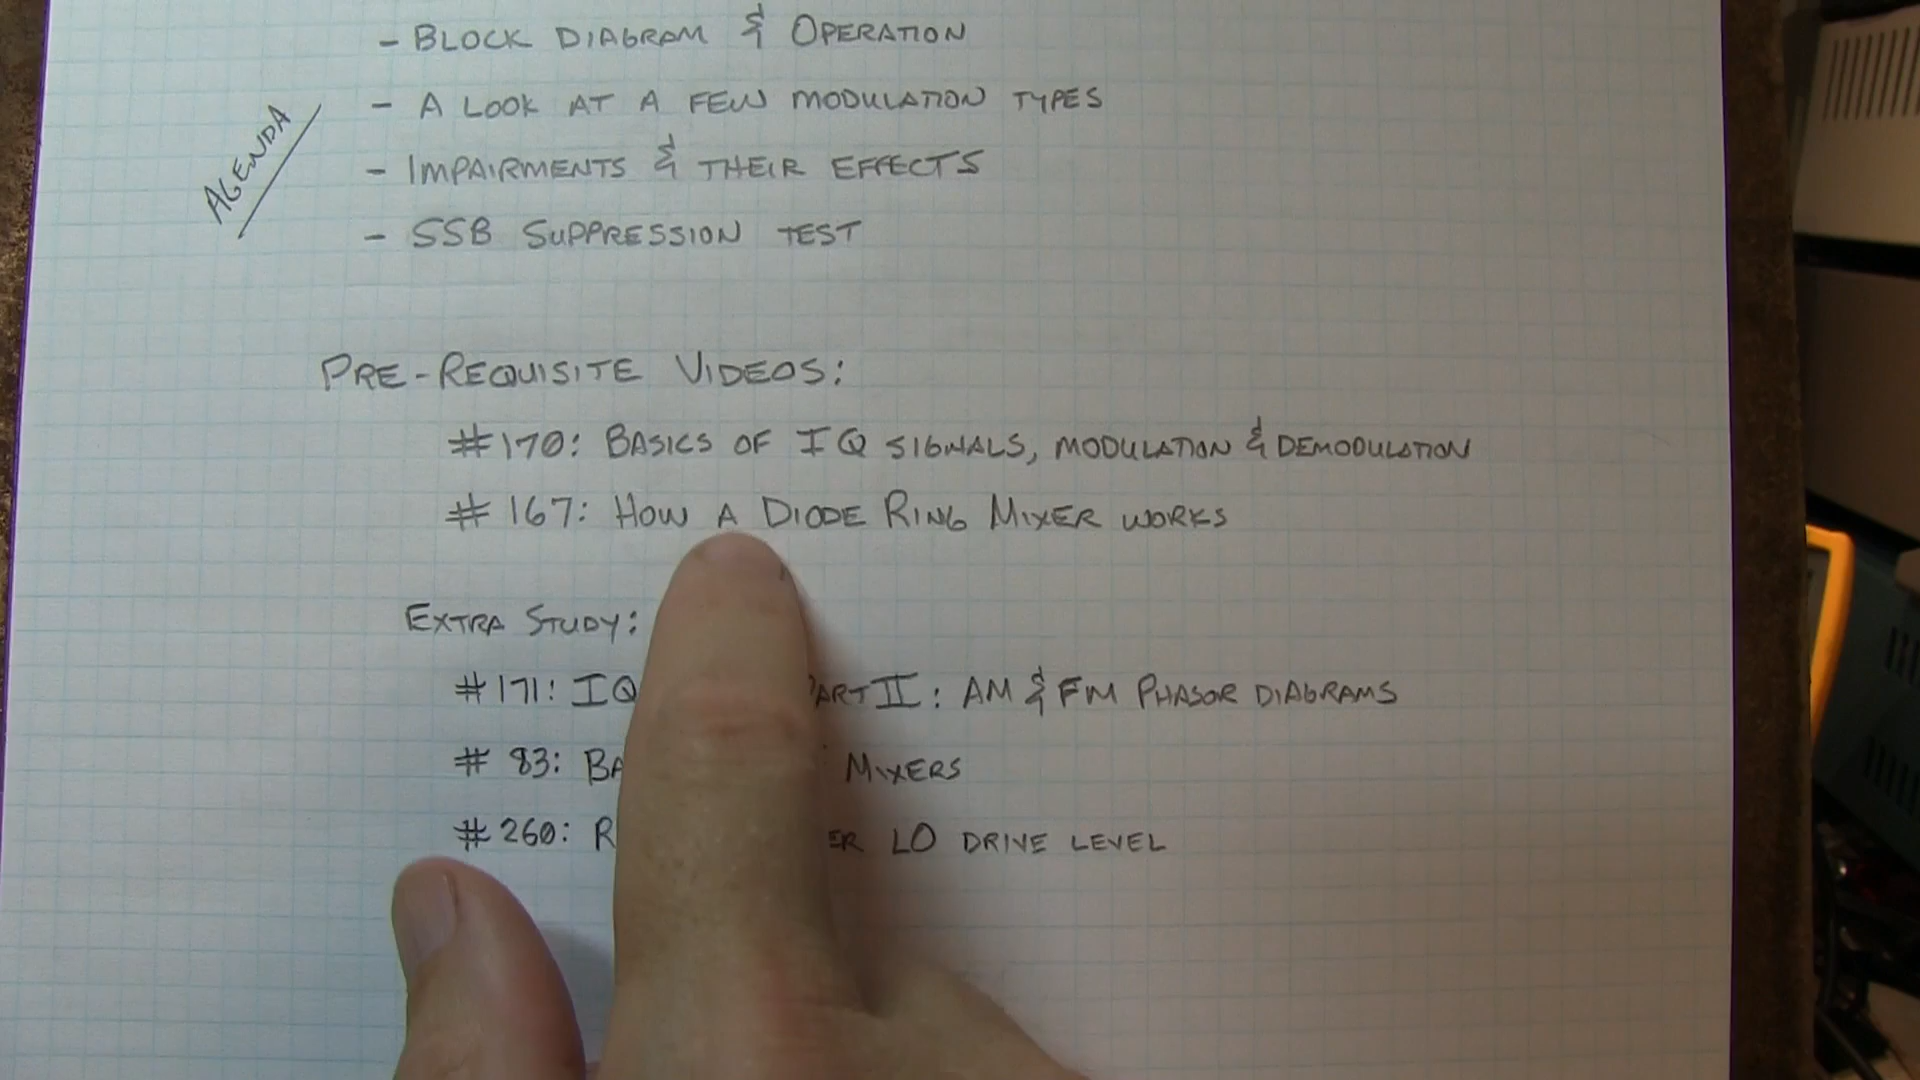 - BLOCK DIAGRAM & OPERATION
- A LOOK AT A FEW MODULATION TYPES
AGENDA
- IMPAIRMENTS & THEIR EFFECTS
- SSB SUPPRESSION TEST
PRE-REQUISITE VIDEOS:
#170: BASICS OF IQ SIGNALS, MODULATION & DEMODULATION
# 167: HOW A DIODE RING MIXER WORKS
EXTRA STUDY:
#171: IQ PART II: AM & FM PHASOR DIAGRAMS
# 83: MIXERS
# 260: LO DRIVE LEVEL